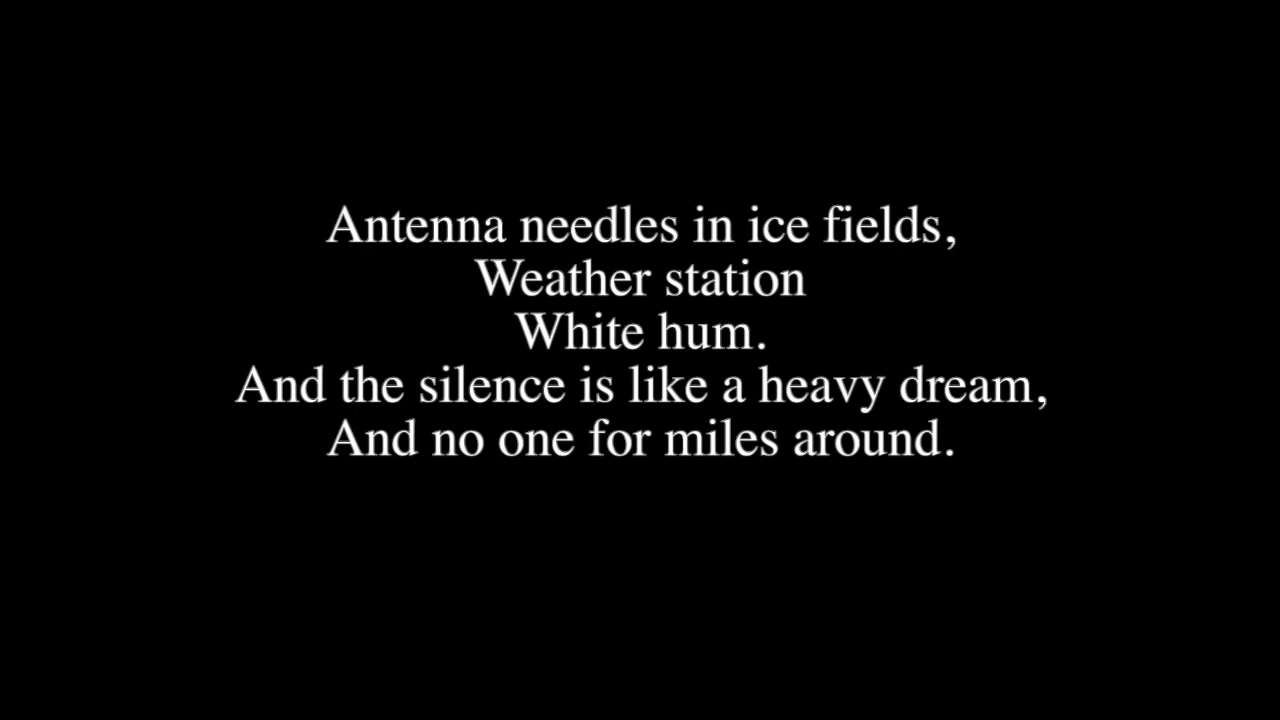 Antenna needles in ice fields,
Weather station
White hum.
And the silence is like a heavy dream,
And no one for miles around.